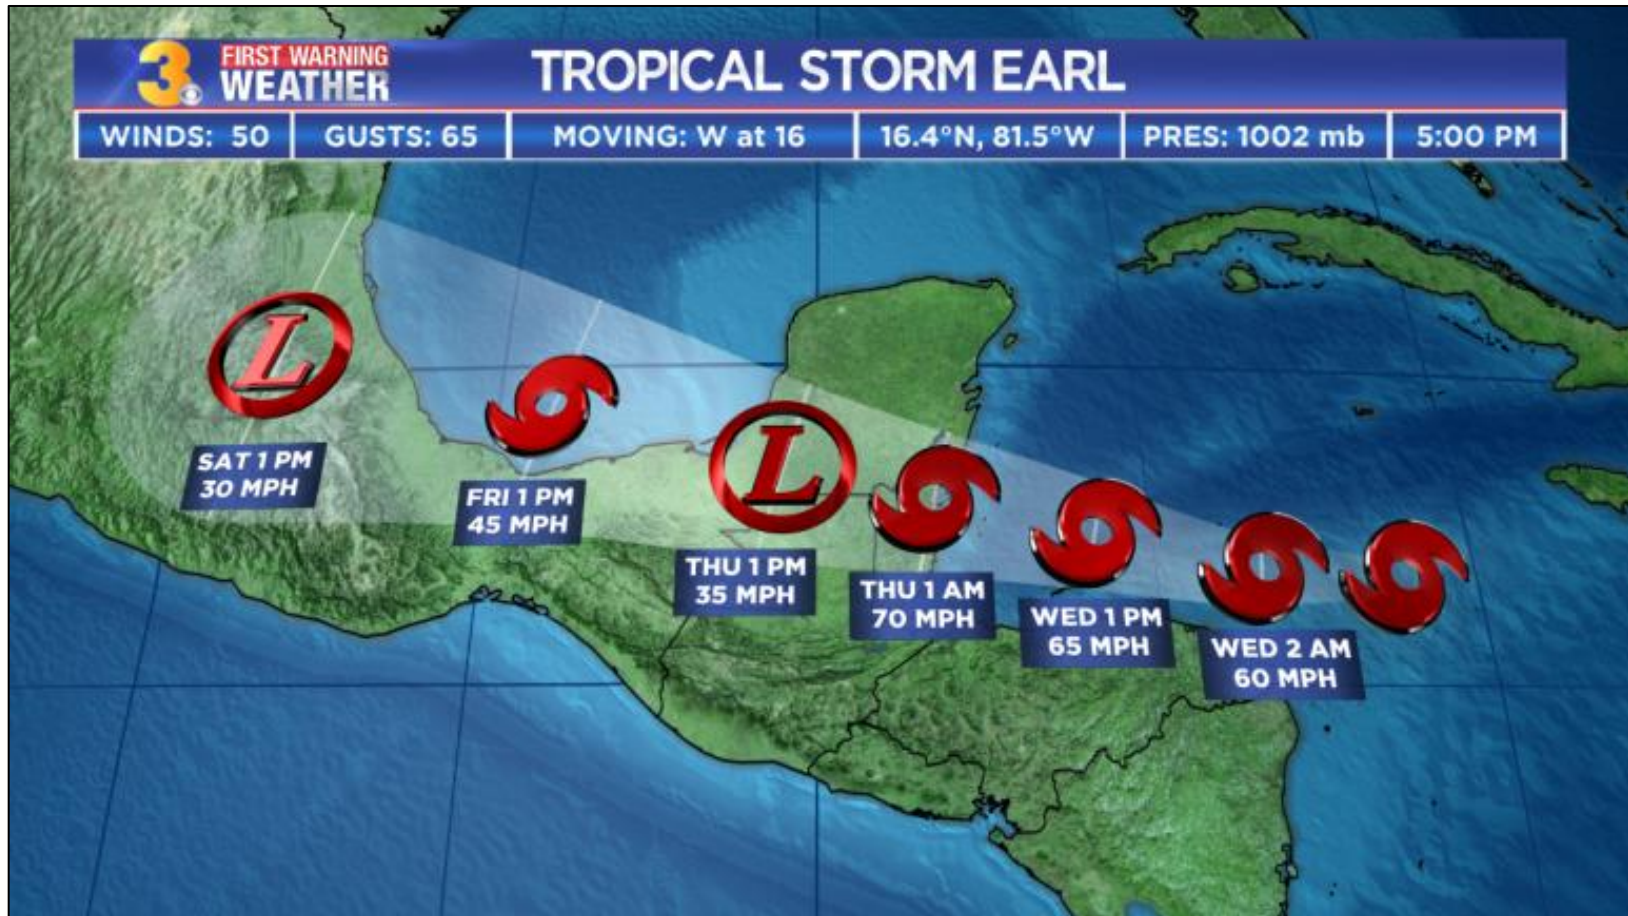 3 FIRST WARNING
WEATHER
TROPICAL STORM EARL
WINDS: 50 GUSTS: 65 MOVING: W at 16 16.4°N, 81.5°W PRES: 1002 mb 5:00 PM
L
SAT 1 PM
30 MPH
FRI 1 PM
45 MPH
L
THU 1 PM
35 MPH
THU 1 AM
70 MPH
WED 1 PM
65 MPH
WED 2 AM
60 MPH